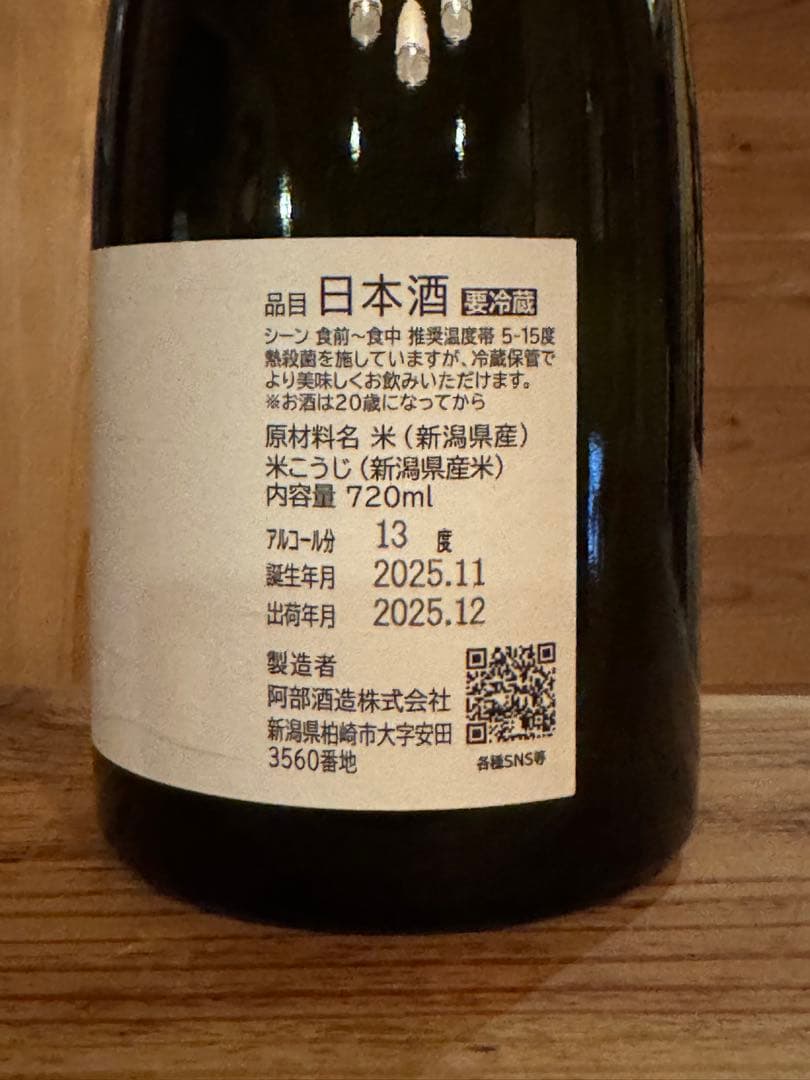 品目 日本酒 要冷蔵
シーン 食前～食中 推奨温度帯 5-15度
熱殺菌を施していますが、冷蔵保管で
より美味しくお飲みいただけます。
※お酒は20歳になってから
原材料名 米（新潟県産）
米こうじ（新潟県産米）
内容量 720ml
アルコール分 13 度
誕生年月 2025.11
出荷年月 2025.12
製造者
阿部酒造株式会社
新潟県柏崎市大字安田
3560番地
各種SNS等